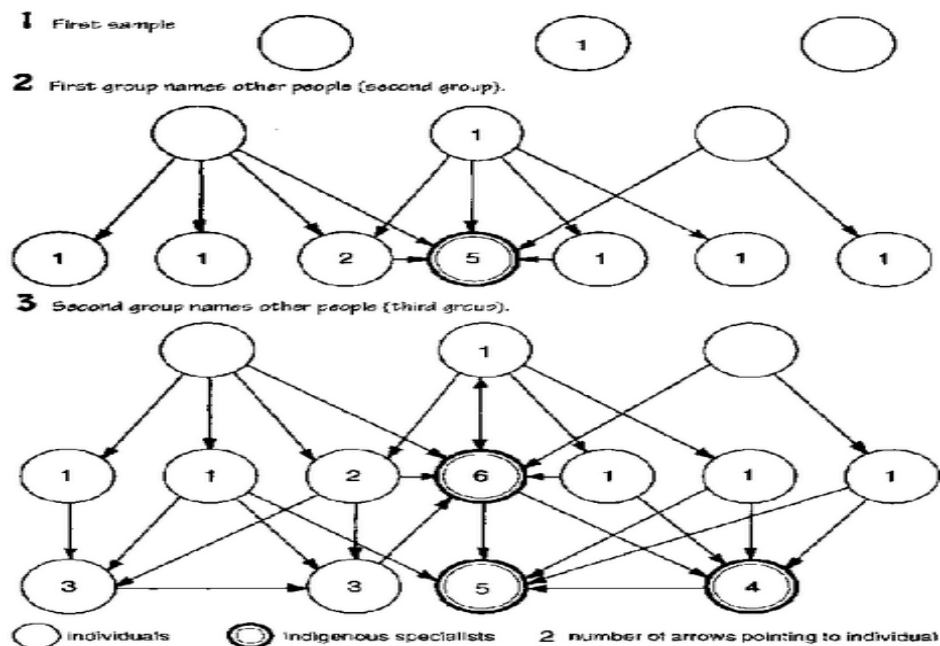 1 First sample
1
2 First group names other people (second group).
1
1 1 2 5 1 1 1
3 Second group names other people (third group).
1
1 1 2 6 1 1 1
3 3 5 4
individuals indigenous specialists 2 number of arrows pointing to individual